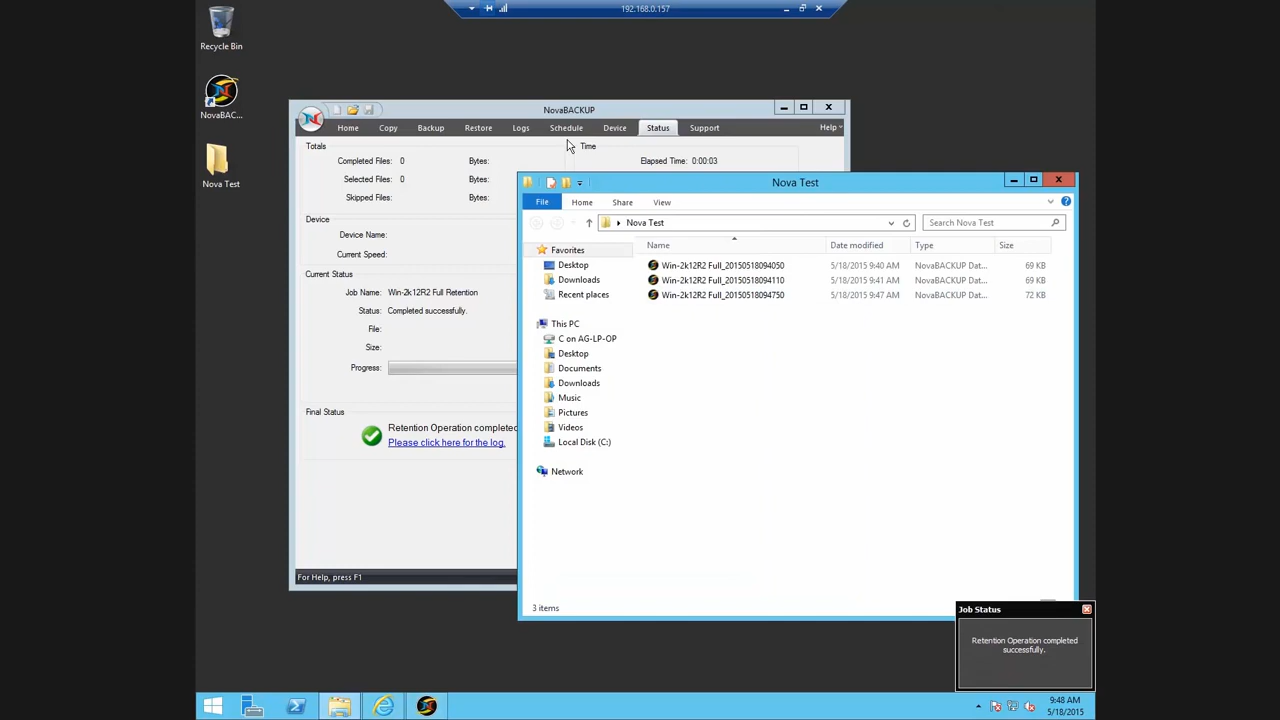 192.168.0.157
Recycle Bin
NovaBAC...
Nova Test
NovaBACKUP
Home Copy Backup Restore Logs Schedule Device Status Support Help
Totals
Time
Completed Files: 0 Bytes: Elapsed Time: 0:00:03
Selected Files: 0 Bytes:
Skipped Files: Bytes:
Device
Device Name:
Current Speed:
Current Status
Job Name: Win-2k12R2 Full Retention
Status: Completed successfully.
File:
Size:
Progress:
Final Status
Retention Operation completed
Please click here for the log.
For Help, press F1
Nova Test
File Home Share View
Nova Test
Search Nova Test
Name Date modified Type Size
Win-2k12R2 Full_20150518094050 5/18/2015 9:40 AM NovaBACKUP Dat... 69 KB
Win-2k12R2 Full_20150518094110 5/18/2015 9:41 AM NovaBACKUP Dat... 69 KB
Win-2k12R2 Full_20150518094750 5/18/2015 9:47 AM NovaBACKUP Dat... 72 KB
Favorites
Desktop
Downloads
Recent places
This PC
C on AG-LP-OP
Desktop
Documents
Downloads
Music
Pictures
Videos
Local Disk (C:)
Network
3 items
Job Status
Retention Operation completed
successfully.
9:48 AM
5/18/2015